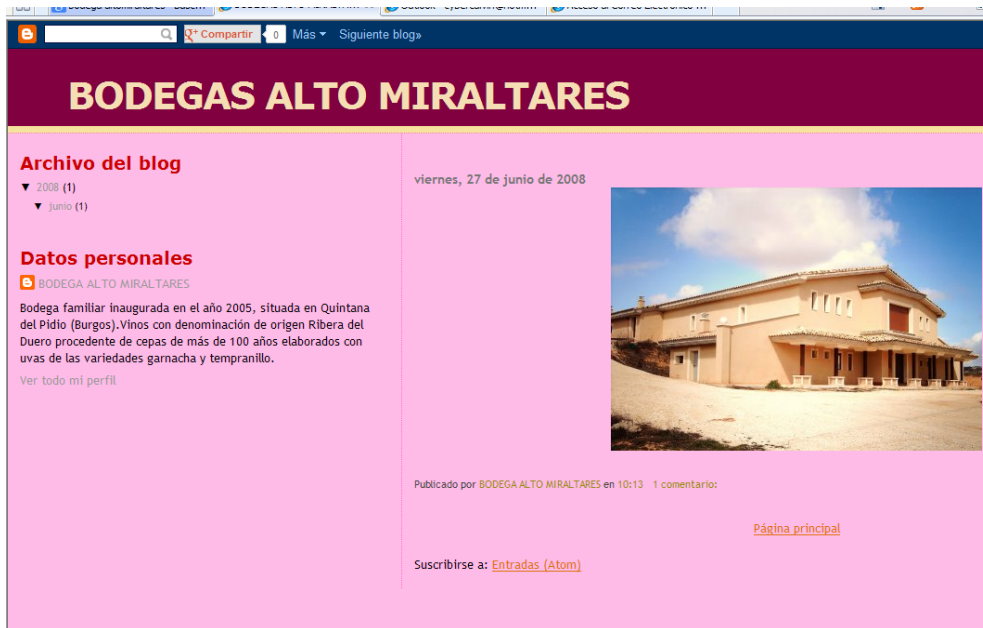 Compartir 0 Más Siguiente blog»
BODEGAS ALTO MIRALTARES
Archivo del blog
▼ 2008 (1)
▼ junio (1)
Datos personales
BODEGA ALTO MIRALTARES
Bodega familiar inaugurada en el año 2005, situada en Quintana
del Pidio (Burgos).Vinos con denominación de origen Ribera del
Duero procedente de cepas de más de 100 años elaborados con
uvas de las variedades garnacha y tempranillo.
Ver todo mi perfil
viernes, 27 de junio de 2008
Publicado por BODEGA ALTO MIRALTARES en 10:13 1 comentario:
Página principal
Suscribirse a: Entradas (Atom)